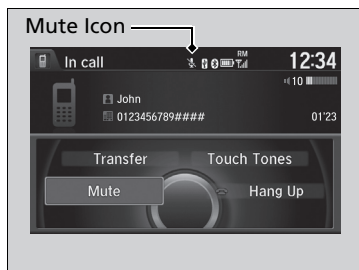 Mute Icon
In call RM 12:34
10
John
0123456789#### 01'23
Transfer Touch Tones
Mute Hang Up